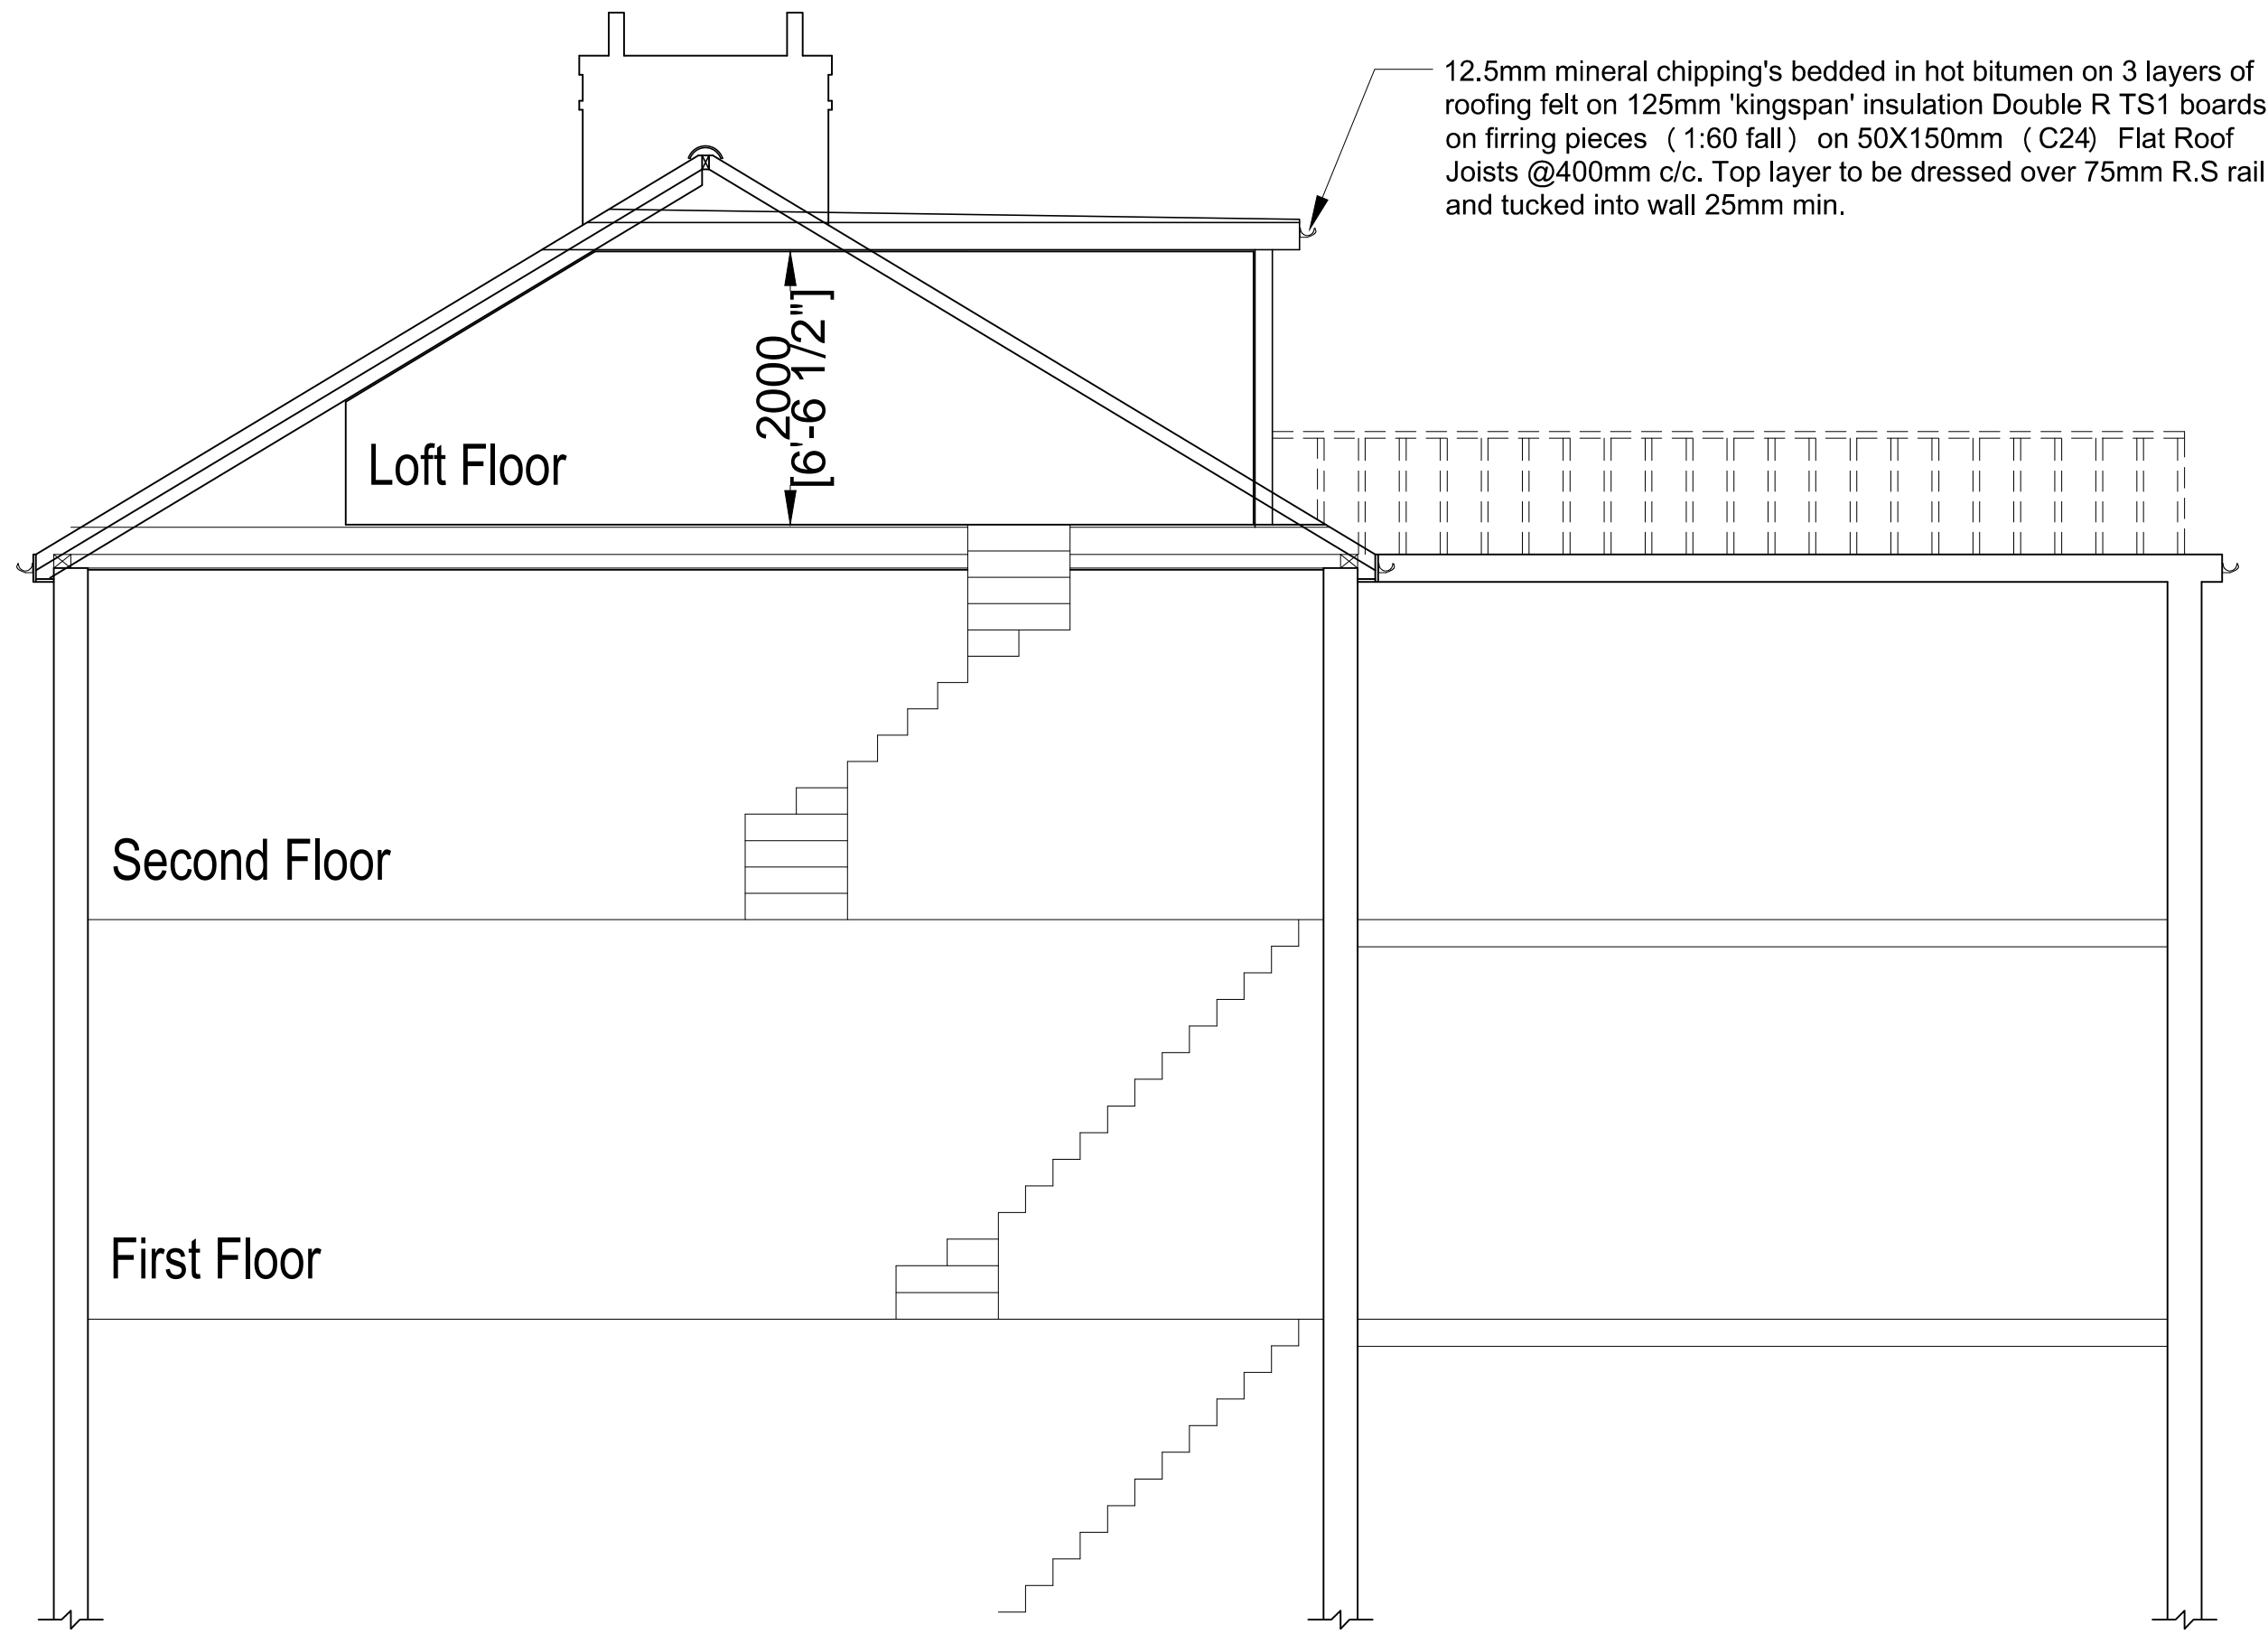 12.5mm mineral chipping's bedded in hot bitumen on 3 layers of
roofing felt on 125mm 'kingspan' insulation Double R TS1 boards
on firring pieces (1:60 fall) on 50X150mm (C24) Flat Roof
Joists @400mm c/c. Top layer to be dressed over 75mm R.S rail
and tucked into wall 25mm min.
2000
[6'-6 1/2"]
Loft Floor
Second Floor
First Floor